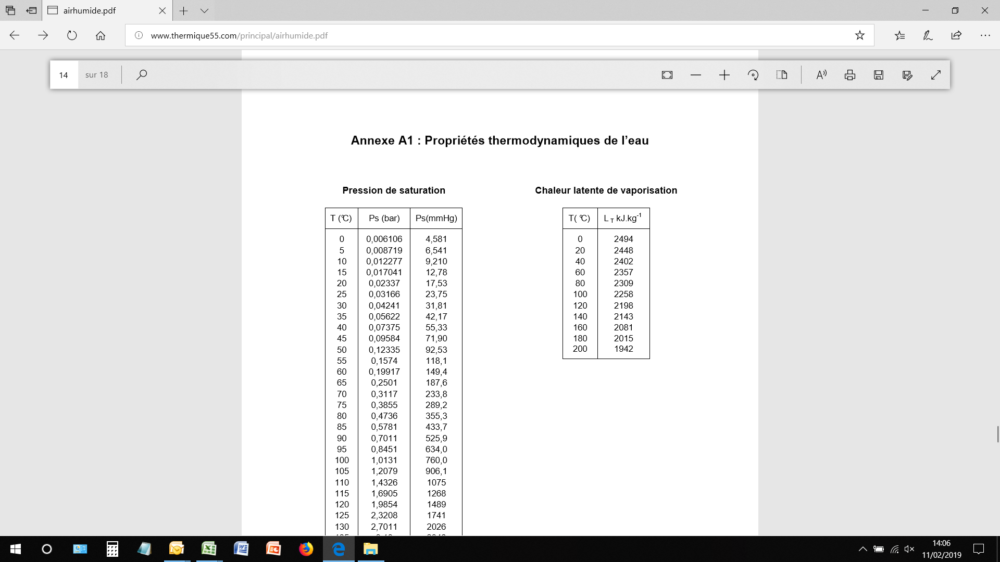 airhumide.pdf
www.thermique55.com/principal/airhumide.pdf
14 sur 18
Annexe A1 : Propriétés thermodynamiques de l’eau
Pression de saturation
T (°C) Ps (bar) Ps(mmHg)
0 0,006106 4,581
5 0,008719 6,541
10 0,012277 9,210
15 0,017041 12,78
20 0,02337 17,53
25 0,03166 23,75
30 0,04241 31,81
35 0,05622 42,17
40 0,07375 55,33
45 0,09584 71,90
50 0,12335 92,53
55 0,1574 118,1
60 0,19917 149,4
65 0,2501 187,6
70 0,3117 233,8
75 0,3855 289,2
80 0,4736 355,3
85 0,5781 433,7
90 0,7011 525,9
95 0,8451 634,0
100 1,0131 760,0
105 1,2079 906,1
110 1,4326 1075
115 1,6905 1268
120 1,9854 1489
125 2,3208 1741
130 2,7011 2026
Chaleur latente de vaporisation
T( °C) L T kJ.kg-1
0 2494
20 2448
40 2402
60 2357
80 2309
100 2258
120 2198
140 2143
160 2081
180 2015
200 1942
14:06
11/02/2019